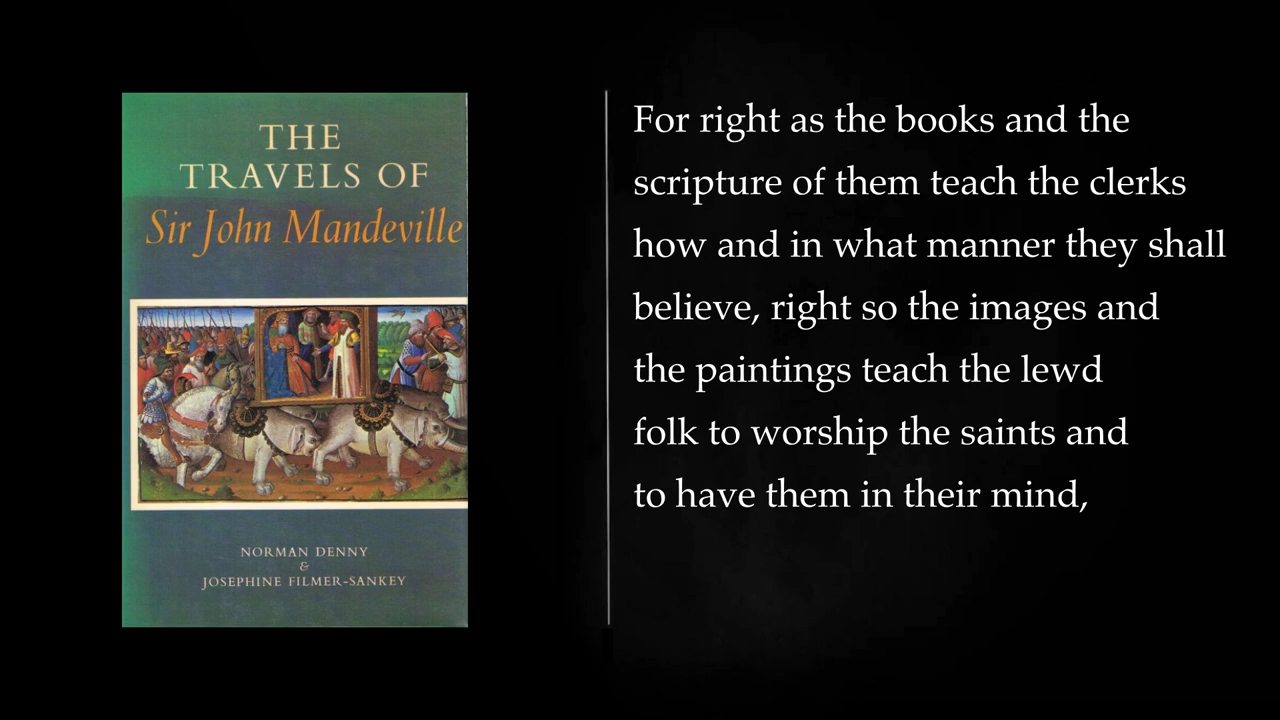 THE
TRAVELS OF
Sir John Mandeville
NORMAN DENNY
&
JOSEPHINE FILMER-SANKEY
For right as the books and the
scripture of them teach the clerks
how and in what manner they shall
believe, right so the images and
the paintings teach the lewd
folk to worship the saints and
to have them in their mind,